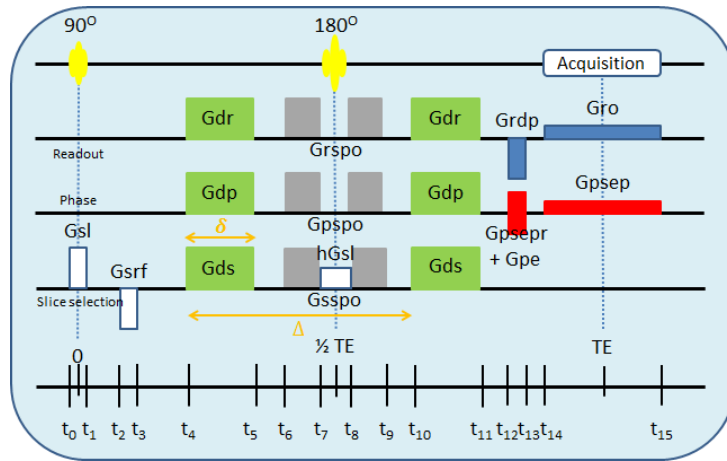 90° 180°
Acquisition
Gdr Gdr Grdp Gro
Readout Grspo
Phase Gdp Gdp Gpsep
Gsl Gpspo Gpsepr
δ hGsl + Gpe
Gsrf Gds Gds
Slice selection Gsspo
Δ
0 ½ TE TE
t₀ t₁ t₂ t₃ t₄ t₅ t₆ t₇ t₈ t₉ t₁₀ t₁₁ t₁₂ t₁₃ t₁₄ t₁₅